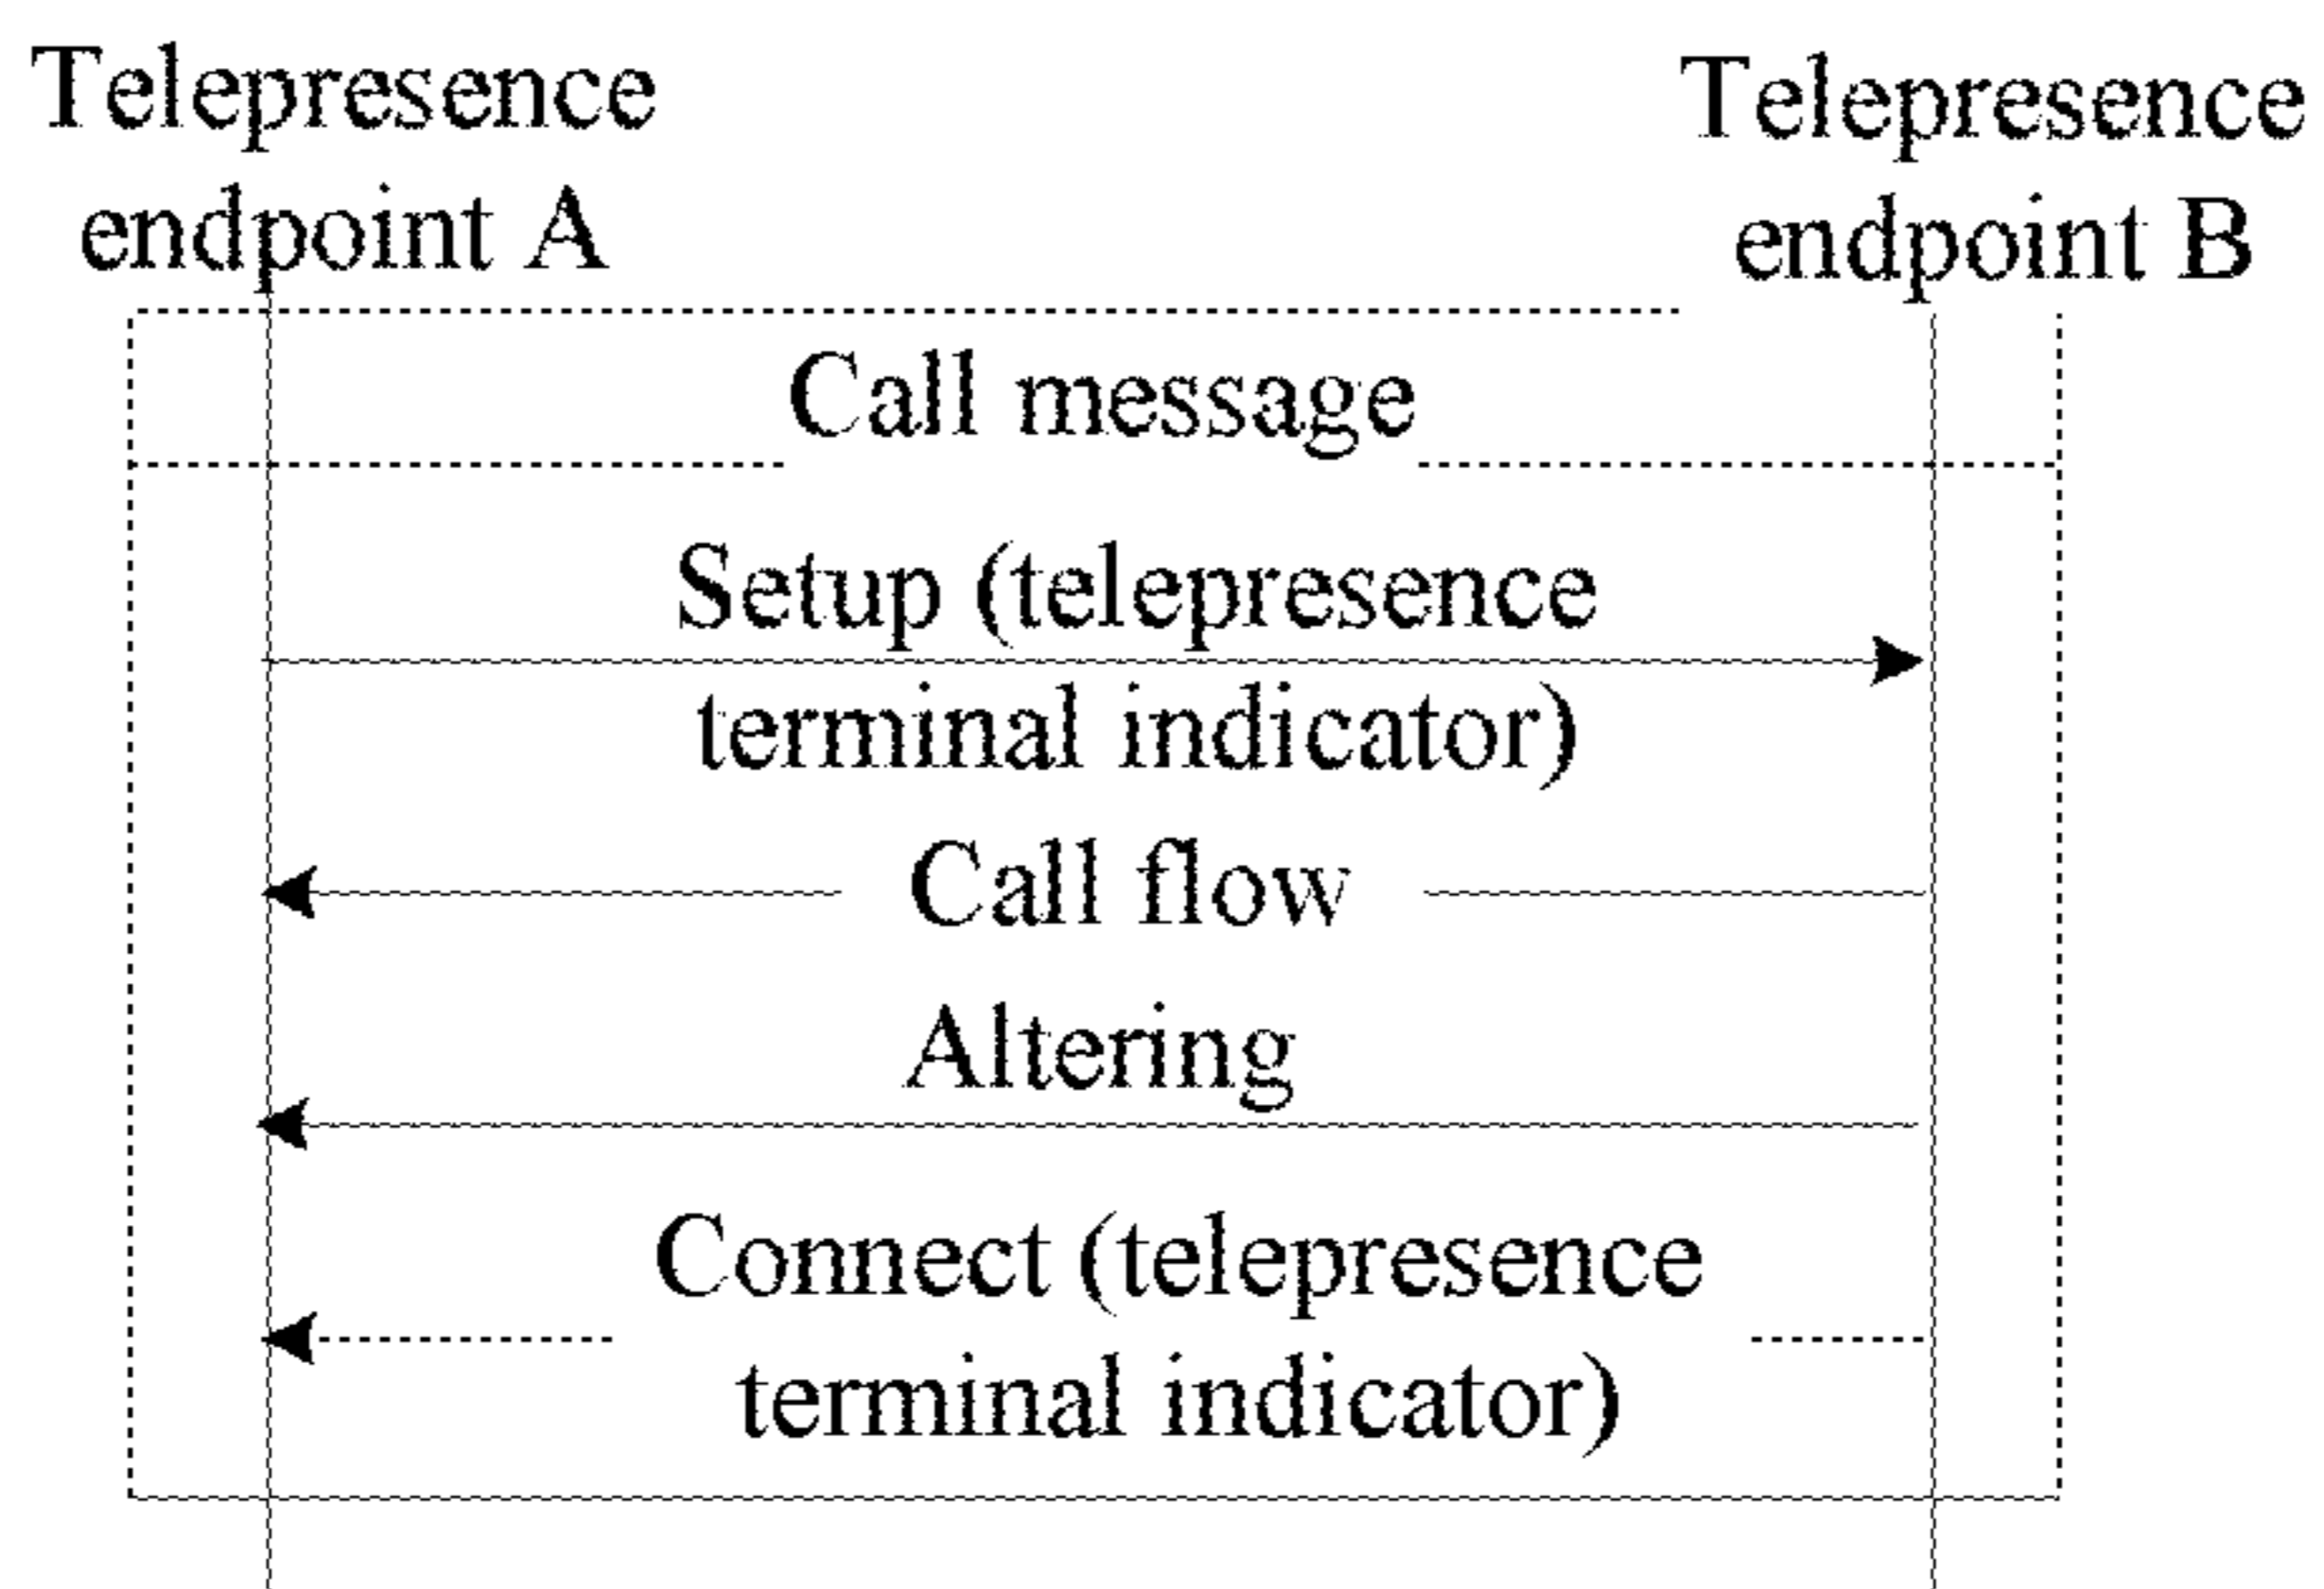 Telepresence
endpoint A
Telepresence
endpoint B
Call message
Setup (telepresence
terminal indicator)
Call flow
Altering
Connect (telepresence
terminal indicator)